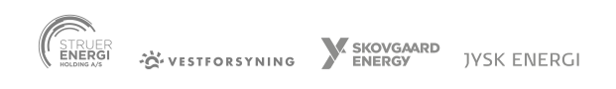 STRUER
ENERGI
HOLDING A/S
VESTFORSYNING
SKOVGAARD
ENERGY
JYSK ENERGI